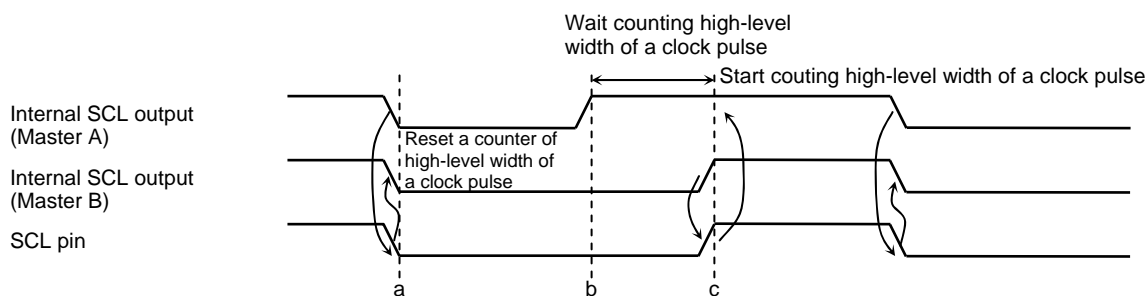 Wait counting high-level
width of a clock pulse
Start couting high-level width of a clock pulse
Internal SCL output
(Master A)
Reset a counter of
high-level width of
a clock pulse
Internal SCL output
(Master B)
SCL pin
a
b
c